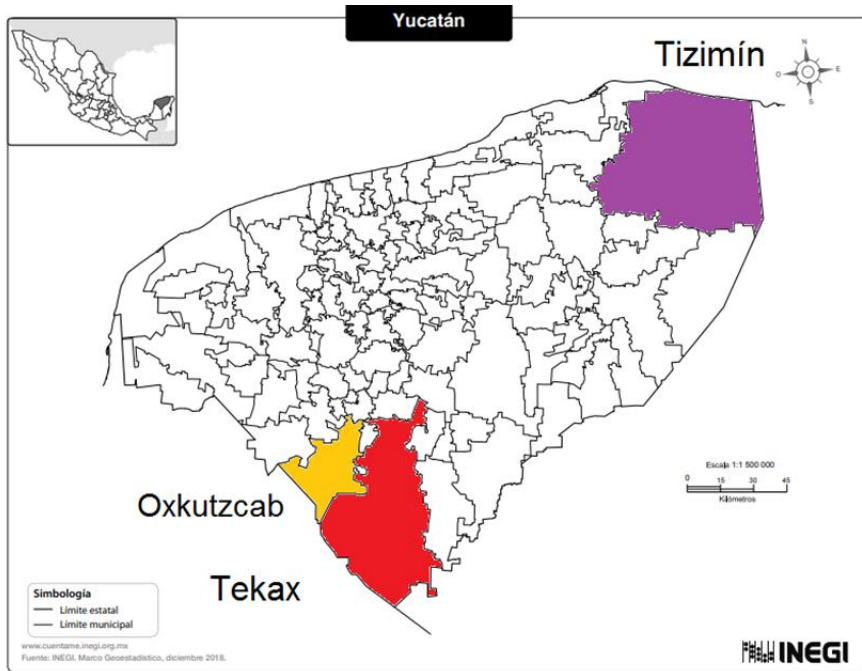 Yucatán
Tizimín
N
O
E
S
Escala 1:1 500 000
0 15 30 45
Kilómetros
Oxkutzcab
Tekax
Simbología
Límite estatal
Límite municipal
www.cuentame.inegi.org.mx
Fuente: INEGI. Marco Geoestadístico, diciembre 2018.
INEGI